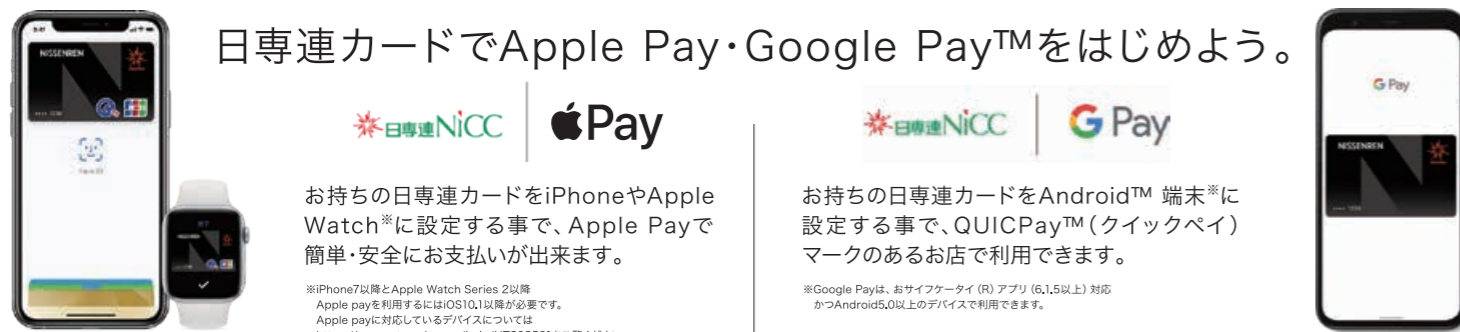 日専連カードでApple Pay・Google Pay™をはじめよう。
NISSENREN
日専連NiCC
Pay
お持ちの日専連カードをiPhoneやApple
Watch※に設定する事で、Apple Payで
簡単・安全にお支払いが出来ます。
※iPhone7以降とApple Watch Series 2以降
Apple payを利用するにはiOS10.1以降が必要です。
Apple payに対応しているデバイスについては
日専連NiCC
G Pay
お持ちの日専連カードをAndroid™ 端末※に
設定する事で、QUICPay™(クイックペイ)
マークのあるお店で利用できます。
※Google Payは、おサイフケータイ (R) アプリ (6.1.5以上) 対応
かつAndroid5.0以上のデバイスで利用できます。
G Pay
NISSENREN